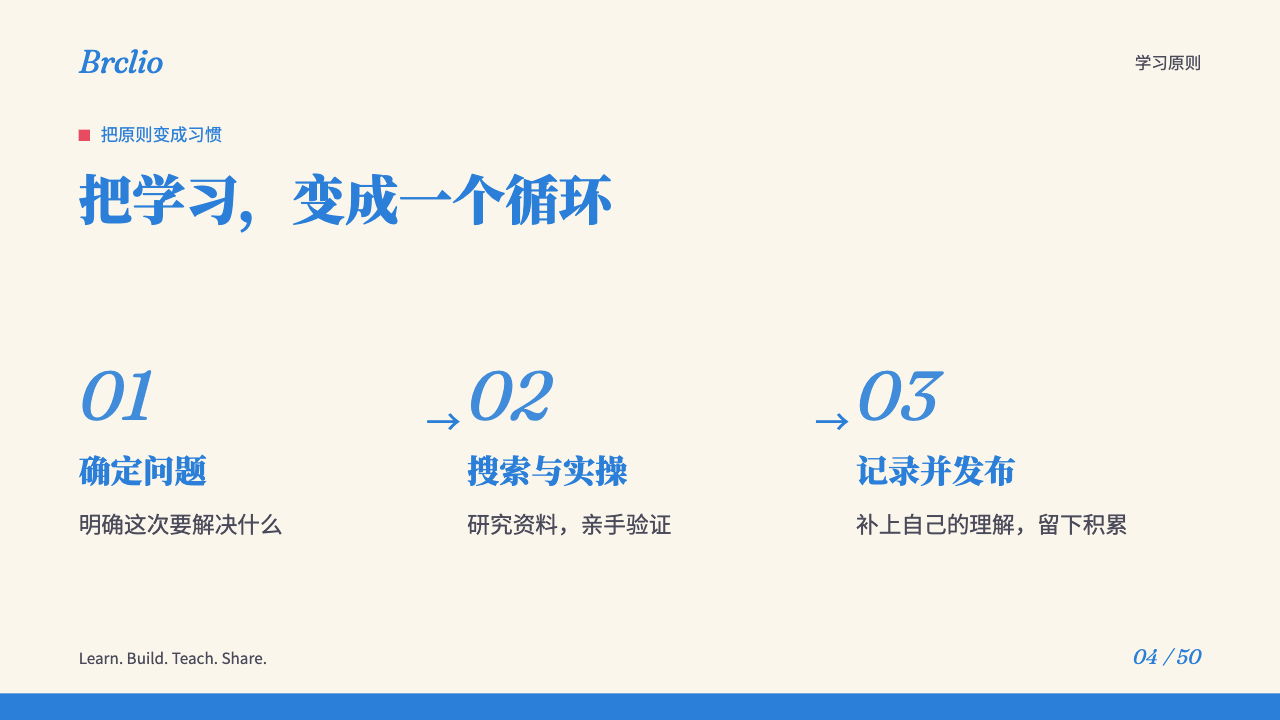 Brclio
学习原则
把原则变成习惯
把学习，变成一个循环
01
→
02
→
03
确定问题
搜索与实操
记录并发布
明确这次要解决什么
研究资料，亲手验证
补上自己的理解，留下积累
Learn. Build. Teach. Share.
04 / 50